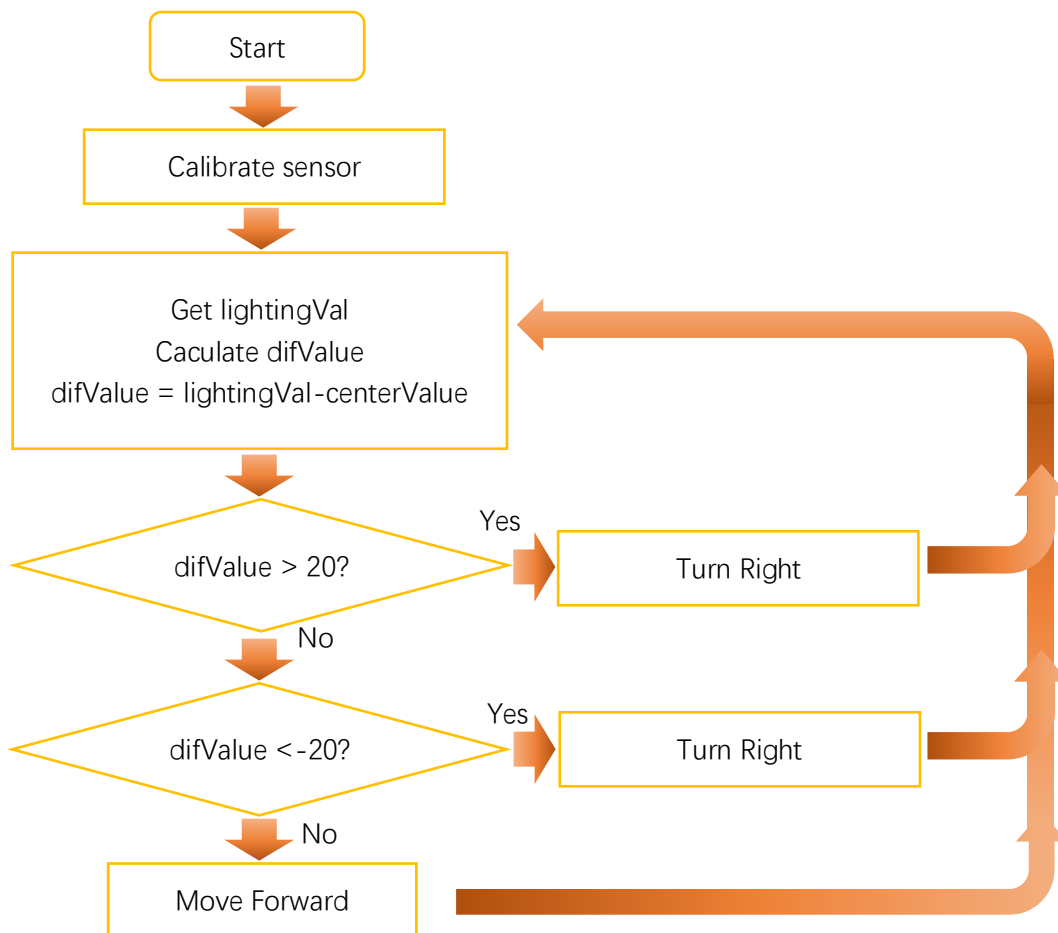 Start
Calibrate sensor
Get lightingVal
Caculate difValue
difValue = lightingVal-centerValue
difValue > 20?
Yes
Turn Right
No
difValue <-20?
Yes
Turn Right
No
Move Forward